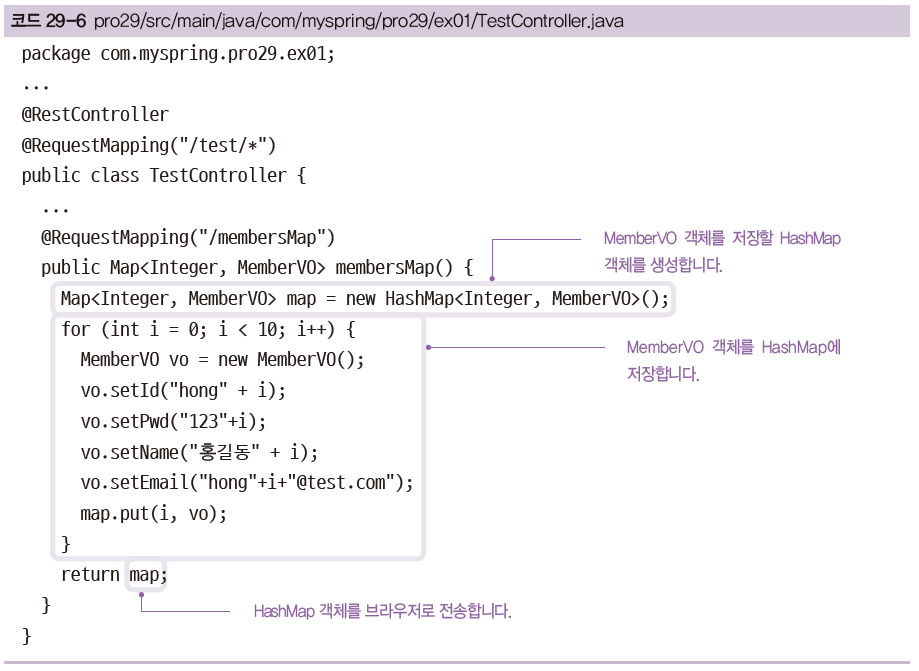 코드 29-6 pro29/src/main/java/com/myspring/pro29/ex01/TestController.java
package com.myspring.pro29.ex01;
...
@RestController
@RequestMapping("/test/*")
public class TestController {
...
@RequestMapping("/membersMap")
public Map<Integer, MemberVO> membersMap() {
MemberVO 객체를 저장할 HashMap
객체를 생성합니다.
Map<Integer, MemberVO> map = new HashMap<Integer, MemberVO>();
for (int i = 0; i < 10; i++) {
MemberVO vo = new MemberVO();
vo.setId("hong" + i);
vo.setPwd("123"+i);
vo.setName("홍길동" + i);
vo.setEmail("hong"+i+"@test.com");
map.put(i, vo);
}
MemberVO 객체를 HashMap에
저장합니다.
return map;
HashMap 객체를 브라우저로 전송합니다.
}
}